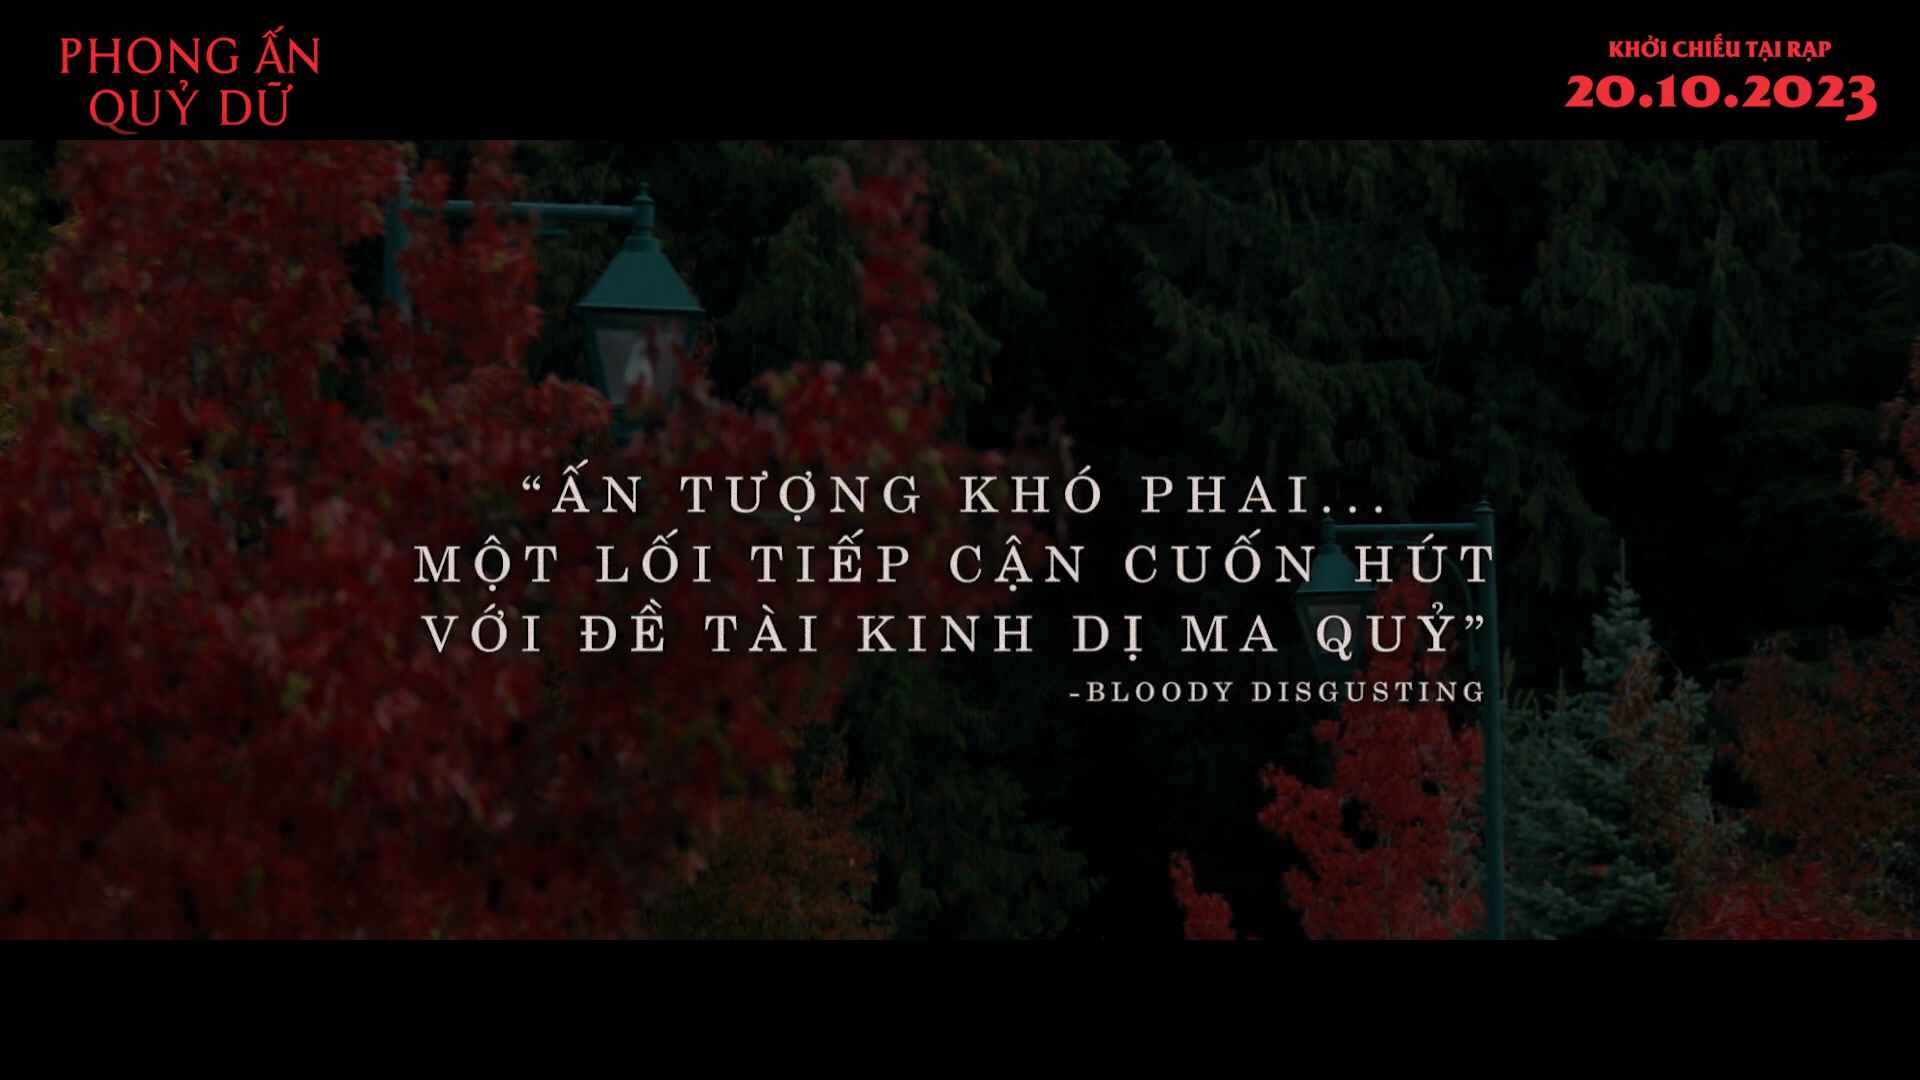 PHONG ẤN
QUỶ DỮ
KHỞI CHIẾU TẠI RẠP
20.10.2023
“ẤN TƯỢNG KHÓ PHAI...
MỘT LỐI TIẾP CẬN CUỐN HÚT
VỚI ĐỀ TÀI KINH DỊ MA QUỶ”
-BLOODY DISGUSTING